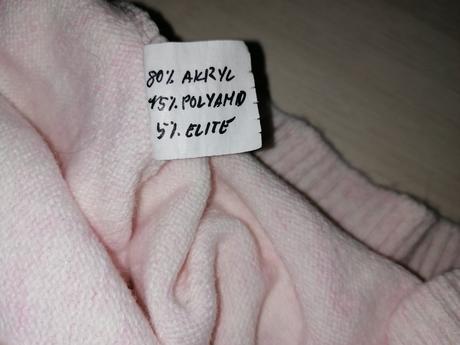 80% AKRYL
15% POLYAMID
5% ELITE